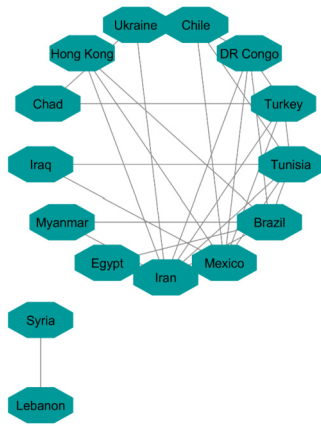 Ukraine
Chile
Hong Kong
DR Congo
Chad
Turkey
Iraq
Tunisia
Myanmar
Brazil
Egypt
Mexico
Iran
Syria
Lebanon